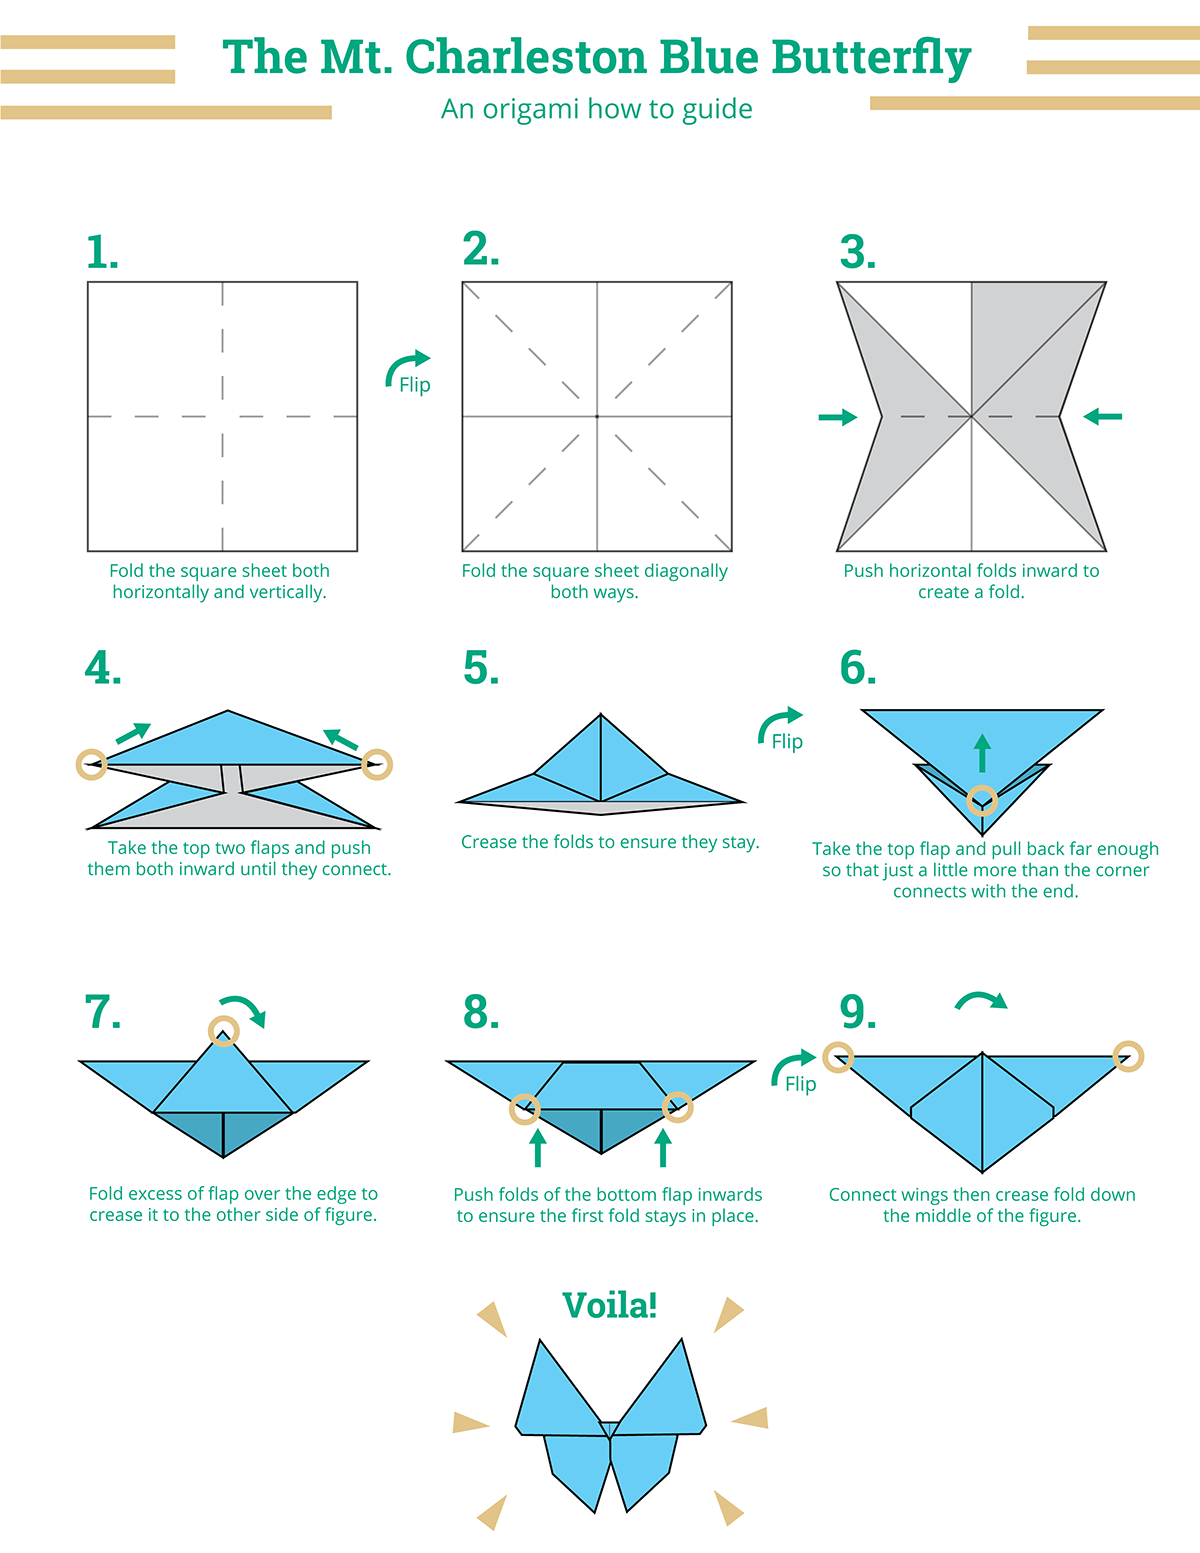 The Mt. Charleston Blue Butterfly
An origami how to guide
1.
Fold the square sheet both
horizontally and vertically.
Flip
2.
Fold the square sheet diagonally
both ways.
3.
Push horizontal folds inward to
create a fold.
4.
Take the top two flaps and push
them both inward until they connect.
5.
Crease the folds to ensure they stay.
Flip
6.
Take the top flap and pull back far enough
so that just a little more than the corner
connects with the end.
7.
Fold excess of flap over the edge to
crease it to the other side of figure.
8.
Push folds of the bottom flap inwards
to ensure the first fold stays in place.
Flip
9.
Connect wings then crease fold down
the middle of the figure.
Voila!